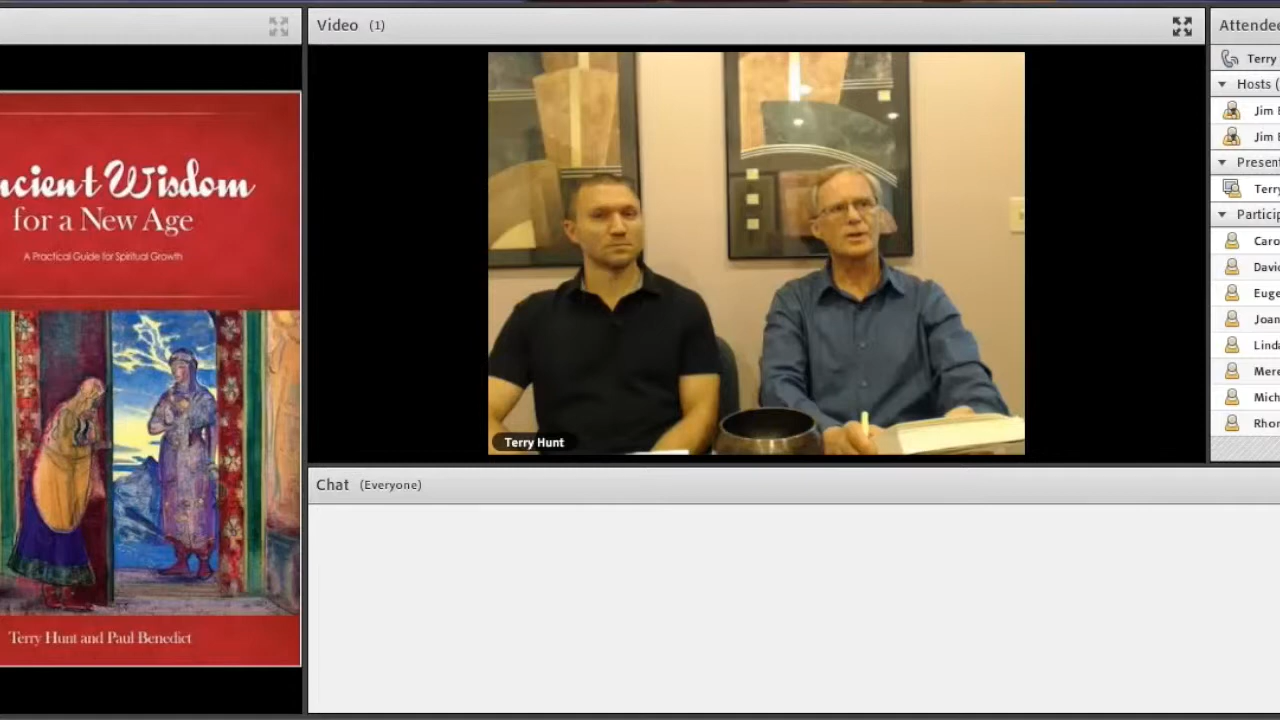 Video (1)
Attendee
ncient Wisdom
for a New Age
A Practical Guide for Spiritual Growth
Terry Hunt and Paul Benedict
Terry Hunt
Chat (Everyone)
Terry
Hosts (
Jim
Jim
Present
Terry
Particip
Caro
David
Euge
Joan
Linda
Mere
Mich
Rhon